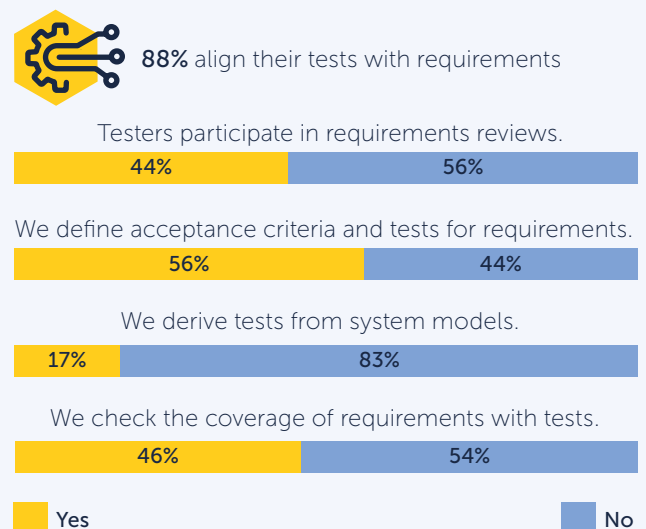 88% align their tests with requirements
Testers participate in requirements reviews.
44% 56%
We define acceptance criteria and tests for requirements.
56% 44%
We derive tests from system models.
17% 83%
We check the coverage of requirements with tests.
46% 54%
Yes No